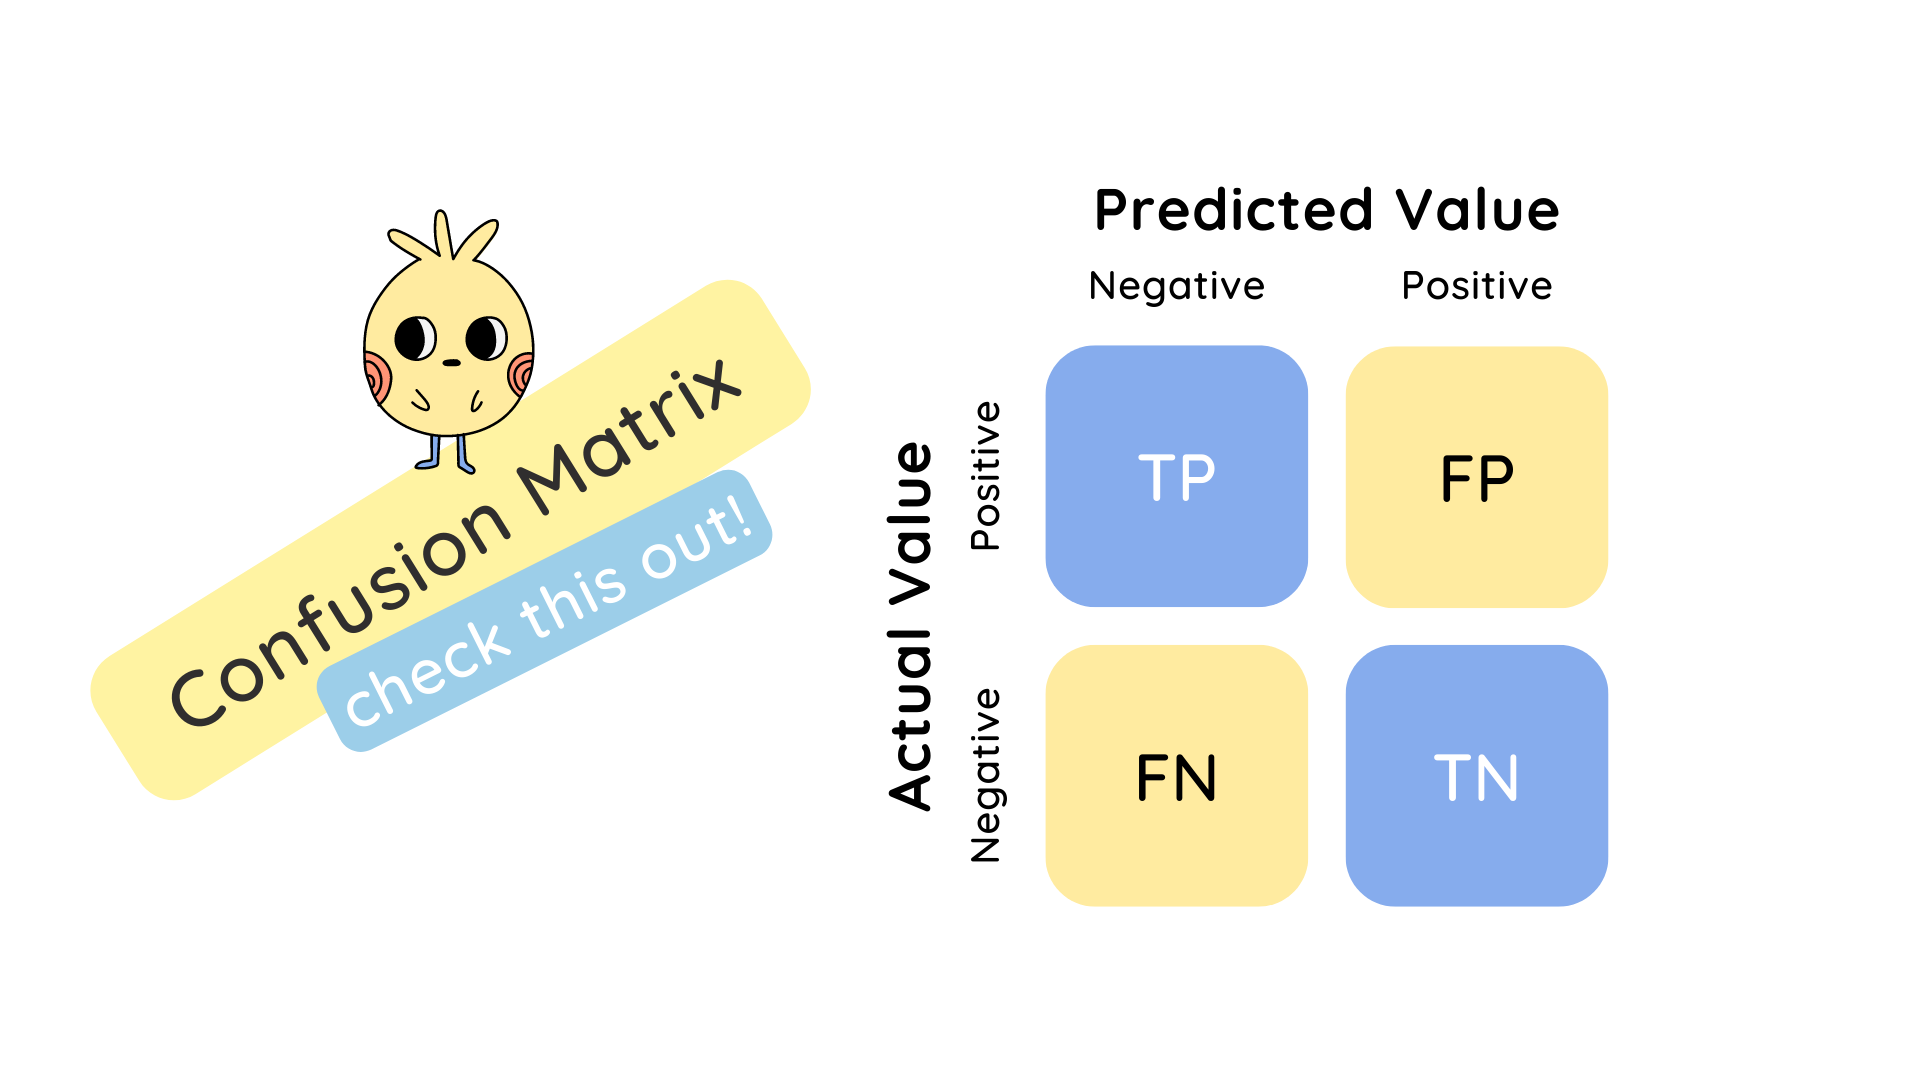 Confusion Matrix
check this out!
Predicted Value
Negative Positive
Actual Value
Positive
Negative
TP FP
FN TN